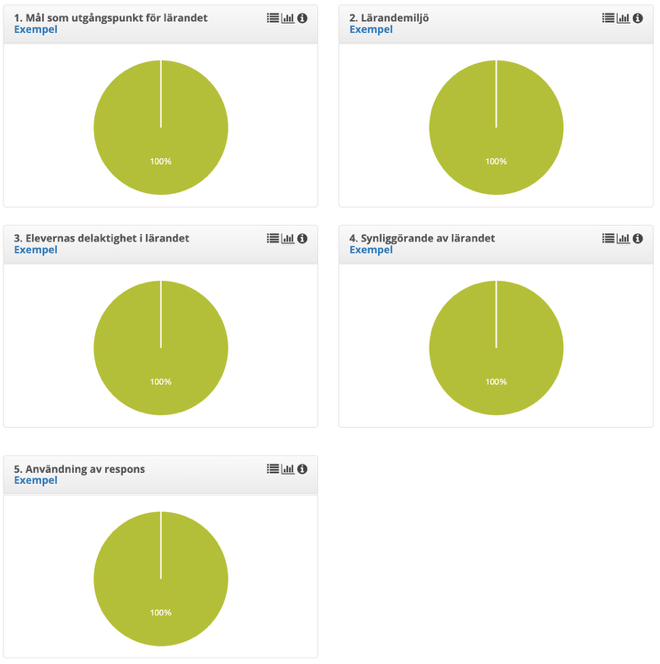 1. Mål som utgångspunkt för lärandet
Exempel
100%
2. Lärandemiljö
Exempel
100%
3. Elevernas delaktighet i lärandet
Exempel
100%
4. Synliggörande av lärandet
Exempel
100%
5. Användning av respons
Exempel
100%